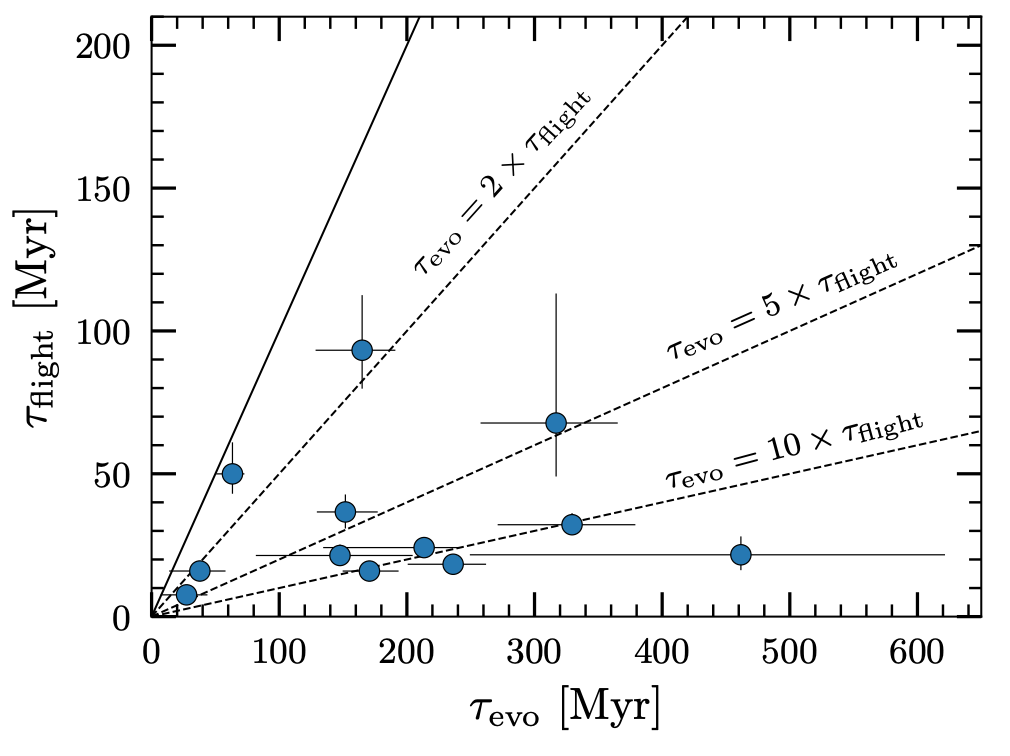 200
150
100
50
0
τflight [Myr]
τevo = 2 × τflight
τevo = 5 × τflight
τevo = 10 × τflight
0 100 200 300 400 500 600
τevo [Myr]